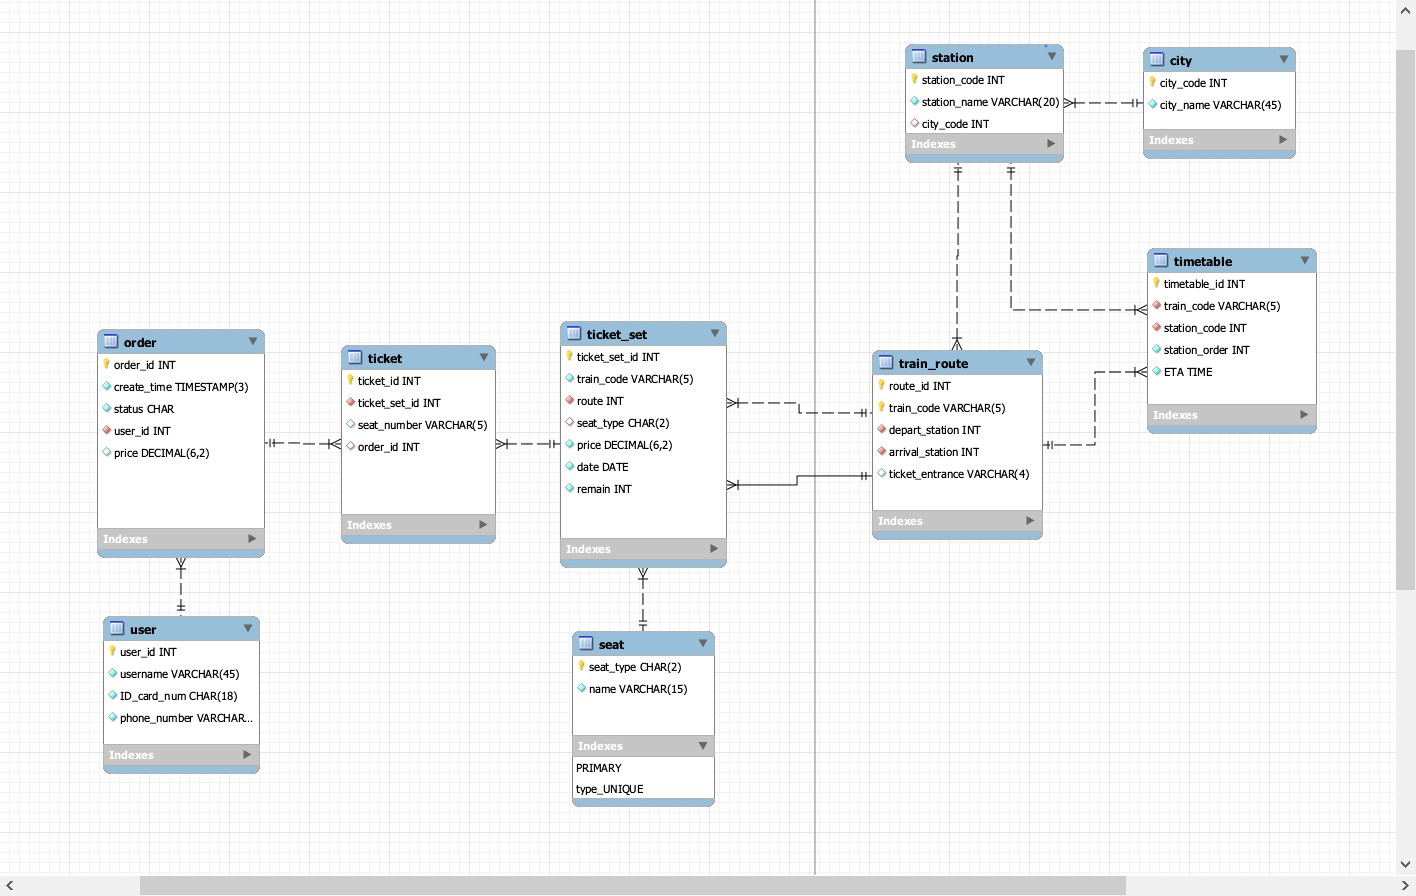 station
station_code INT
station_name VARCHAR(20)
city_code INT
Indexes
city
city_code INT
city_name VARCHAR(45)
Indexes
timetable
timetable_id INT
train_code VARCHAR(5)
station_code INT
station_order INT
ETA TIME
Indexes
order
order_id INT
create_time TIMESTAMP(3)
status CHAR
user_id INT
price DECIMAL(6,2)
Indexes
ticket
ticket_id INT
ticket_set_id INT
seat_number VARCHAR(5)
order_id INT
Indexes
ticket_set
ticket_set_id INT
train_code VARCHAR(5)
route INT
seat_type CHAR(2)
price DECIMAL(6,2)
date DATE
remain INT
Indexes
train_route
route_id INT
train_code VARCHAR(5)
depart_station INT
arrival_station INT
ticket_entrance VARCHAR(4)
Indexes
user
user_id INT
username VARCHAR(45)
ID_card_num CHAR(18)
phone_number VARCHAR...
Indexes
seat
seat_type CHAR(2)
name VARCHAR(15)
Indexes
PRIMARY
type_UNIQUE